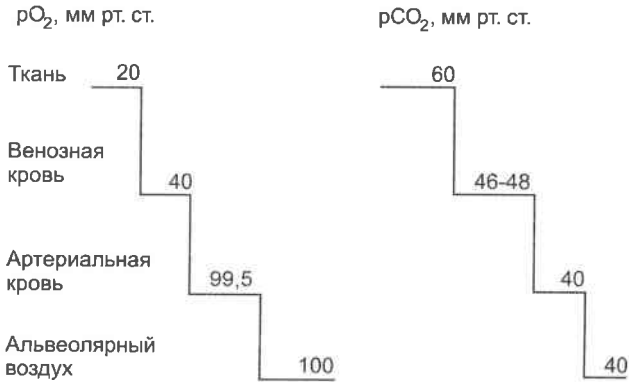 pO₂, мм рт. ст.
pCO₂, мм рт. ст.
Ткань
20
60
Венозная
кровь
40
46-48
Артериальная
кровь
99,5
40
Альвеолярный
воздух
100
40